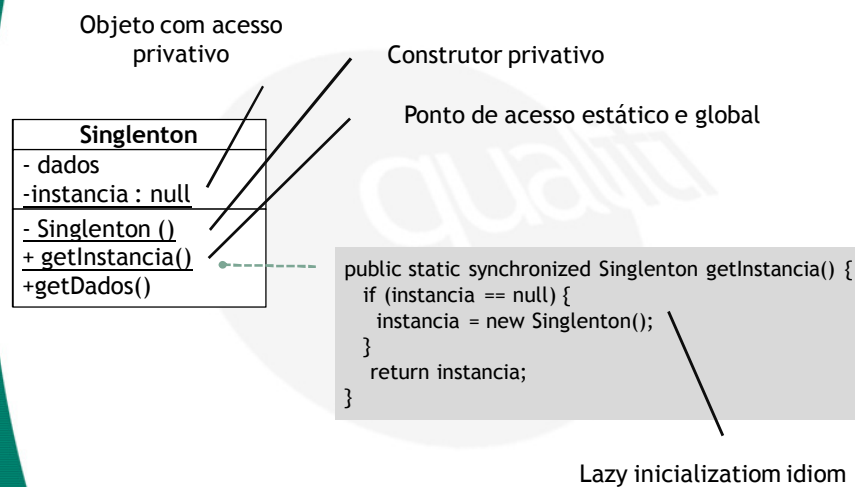 Objeto com acesso
privativo
Construtor privativo
Ponto de acesso estático e global
Singlenton
- dados
-instancia : null
- Singlenton ()
+ getInstancia()
+getDados()
public static synchronized Singlenton getInstancia() {
if (instancia == null) {
instancia = new Singlenton();
}
return instancia;
}
Lazy inicializatiom idiom
qualiti